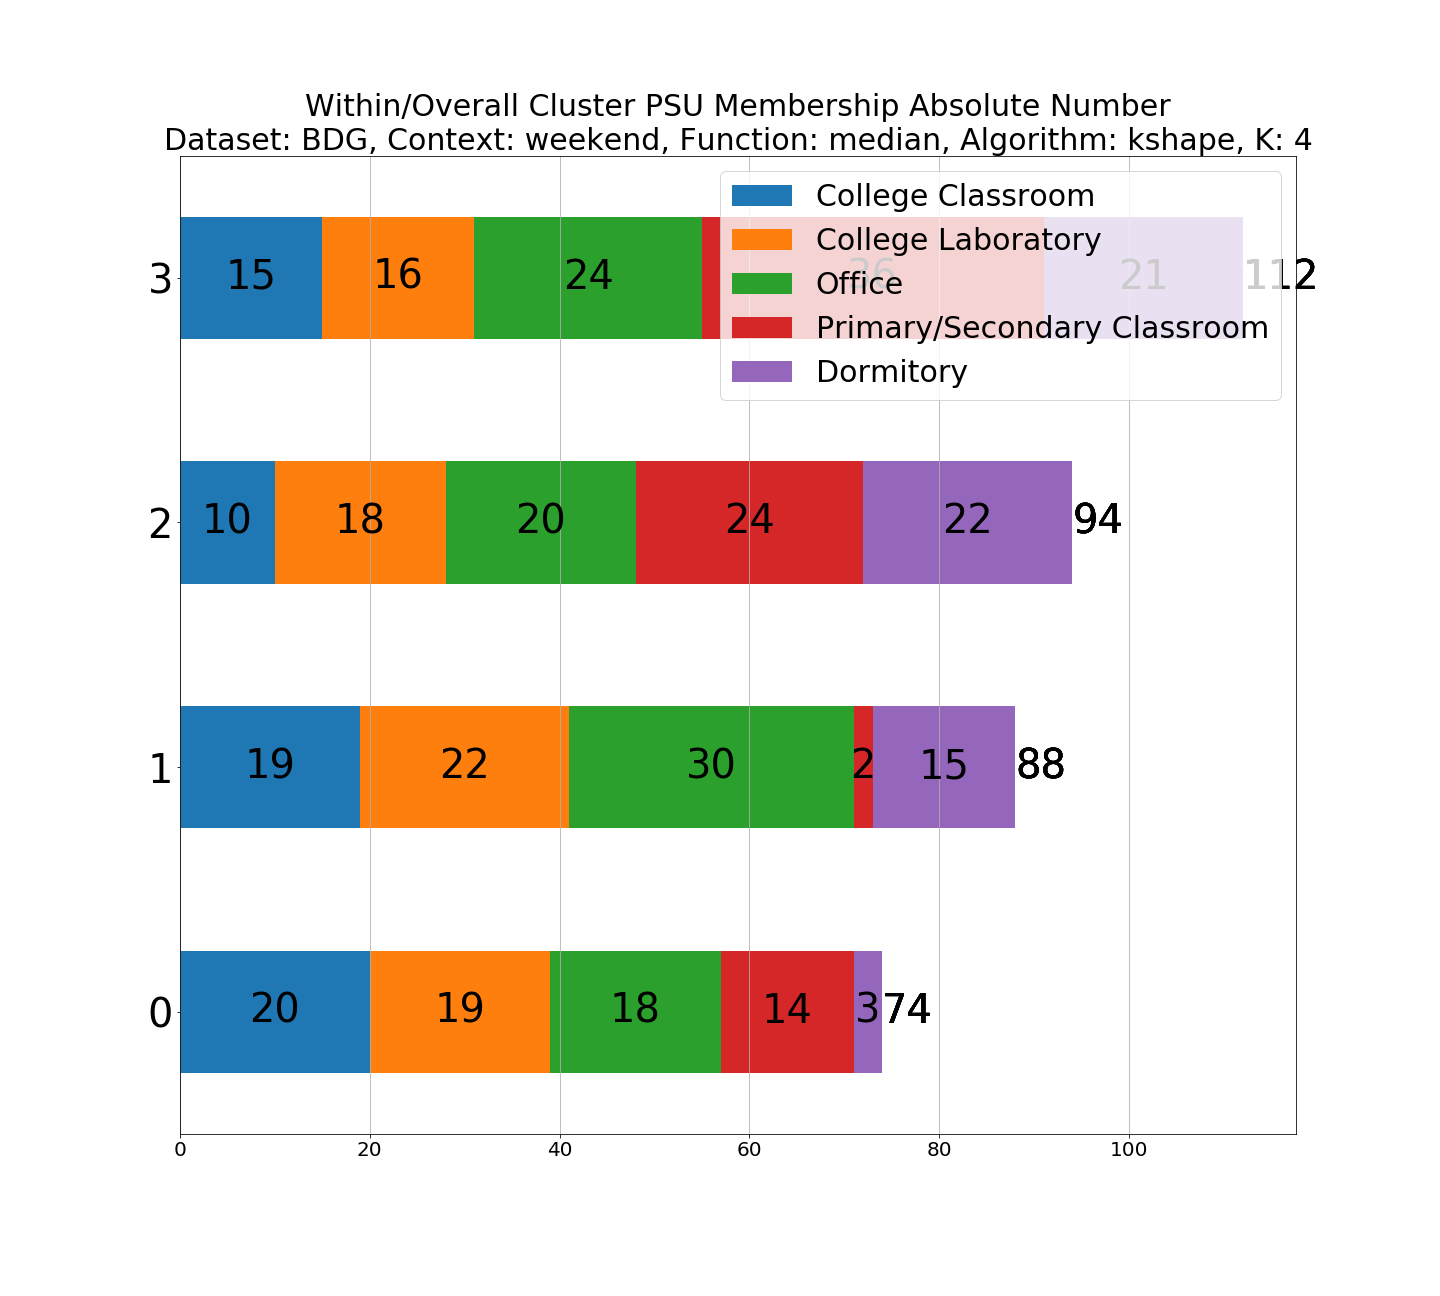 Within/Overall Cluster PSU Membership Absolute Number
Dataset: BDG, Context: weekend, Function: median, Algorithm: kshape, K: 4
College Classroom
College Laboratory
Office
Primary/Secondary Classroom
Dormitory
3 15 16 24 36 21 112
2 10 18 20 24 22 94
1 19 22 30 2 15 88
0 20 19 18 14 3 74
0 20 40 60 80 100